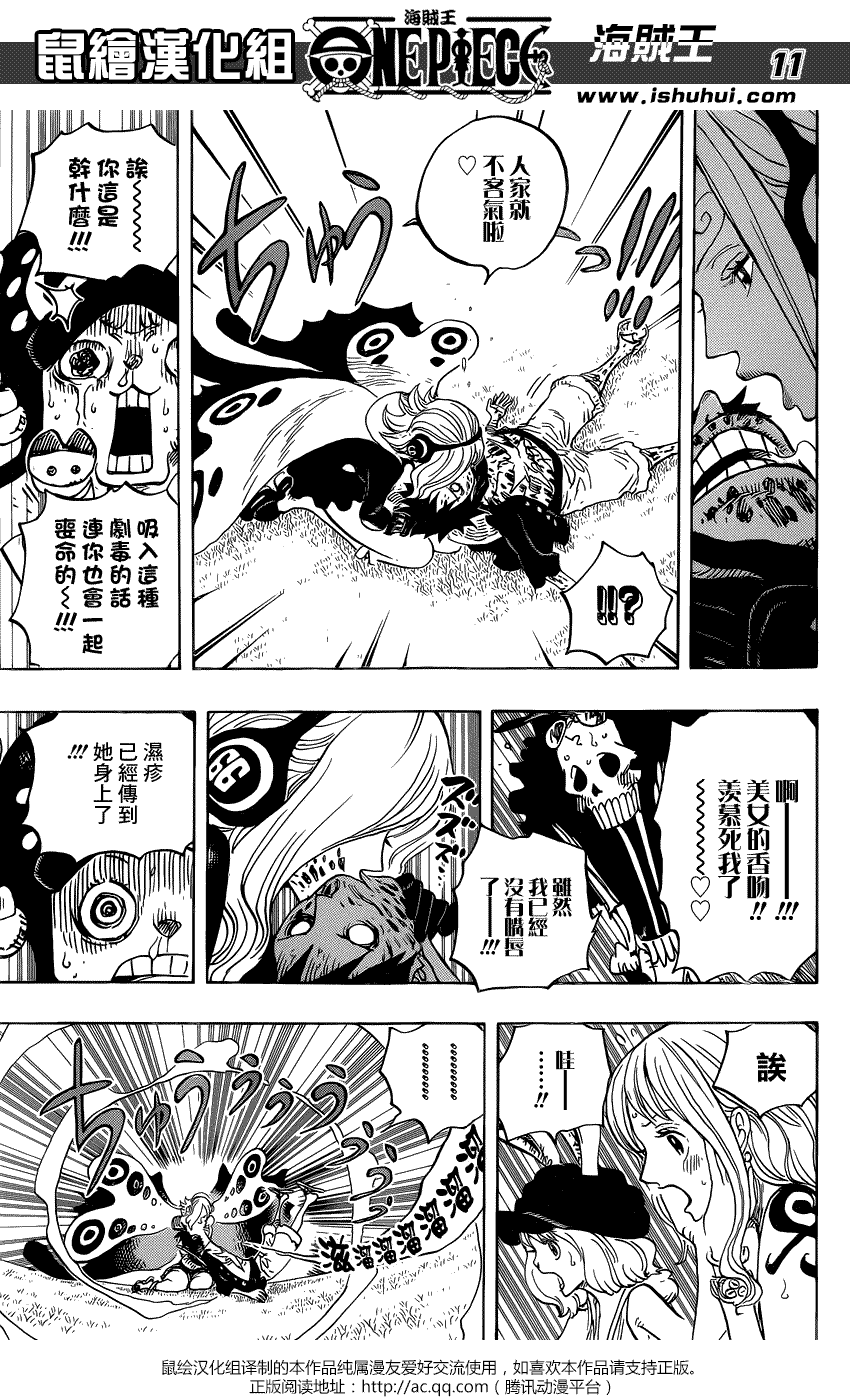 鼠繪漢化組
海賊王
ONE PIECE
海賊王
11
www.ishuhui.com
人家就
不客氣啦
♡
ちゅうっ!!!
!!?
誒~~~~
你這是
幹什麼!!!
吸入這種
劇毒的話
連你也會一起
喪命的~!!!
啊——!!!
美女的香吻!!
羨慕死我了
~~~~♡♡
雖然
我已經
沒有嘴唇
了——!!!
ズズズ…
66
濕疹
已經傳到
她身上了
!!!
誒
哇——
……!!
………………
ちゅううううう
鼠绘汉化组译制的本作品纯属漫友爱好交流使用，如喜欢本作品请支持正版。
正版阅读地址：http://ac.qq.com（腾讯动漫平台）